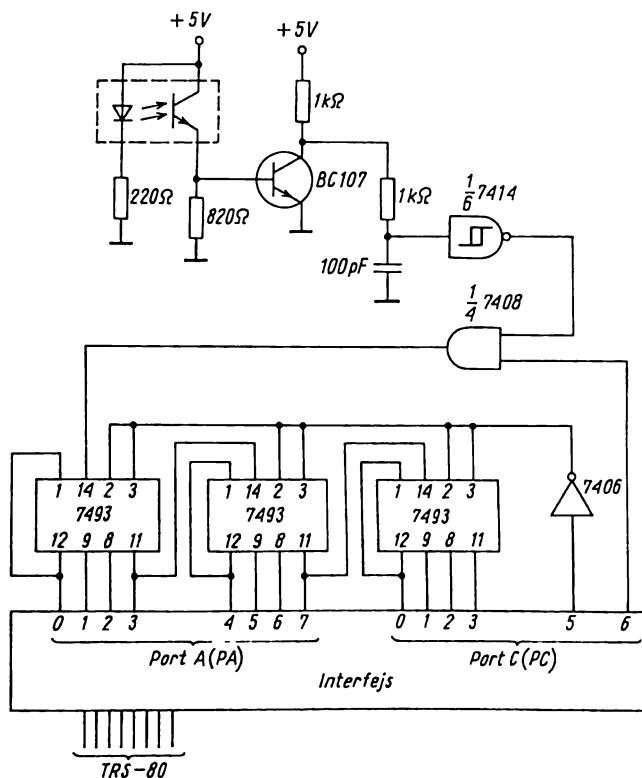 +5V +5V
1kΩ
BC107
220Ω 820Ω
1kΩ
1/6 7414
100pF
1/4 7408
1 14 2 3 1 14 2 3 1 14 2 3
7406
7493 7493 7493
12 9 8 11 12 9 8 11 12 9 8 11
0 1 2 3 4 5 6 7 0 1 2 3 5 6
Port A(PA) Port C(PC)
Interfejs
TRS-80